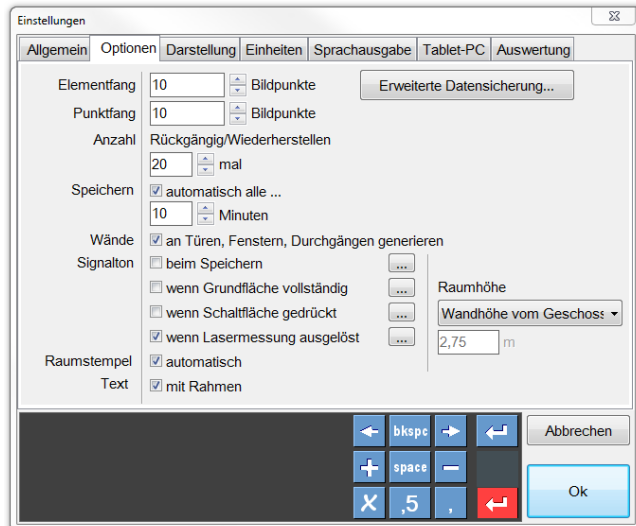 Einstellungen
Allgemein Optionen Darstellung Einheiten Sprachausgabe Tablet-PC Auswertung
Elementfang 10 Bildpunkte Erweiterte Datensicherung...
Punktfang 10 Bildpunkte
Anzahl Rückgängig/Wiederherstellen
20 mal
Speichern automatisch alle ...
10 Minuten
Wände an Türen, Fenstern, Durchgängen generieren
Signalton beim Speichern ...
wenn Grundfläche vollständig ... Raumhöhe
wenn Schaltfläche gedrückt ... Wandhöhe vom Geschoss
wenn Lasermessung ausgelöst ... 2,75 m
Raumstempel automatisch
Text mit Rahmen
bkspc Abbrechen
+ space −
X ,5 , Ok